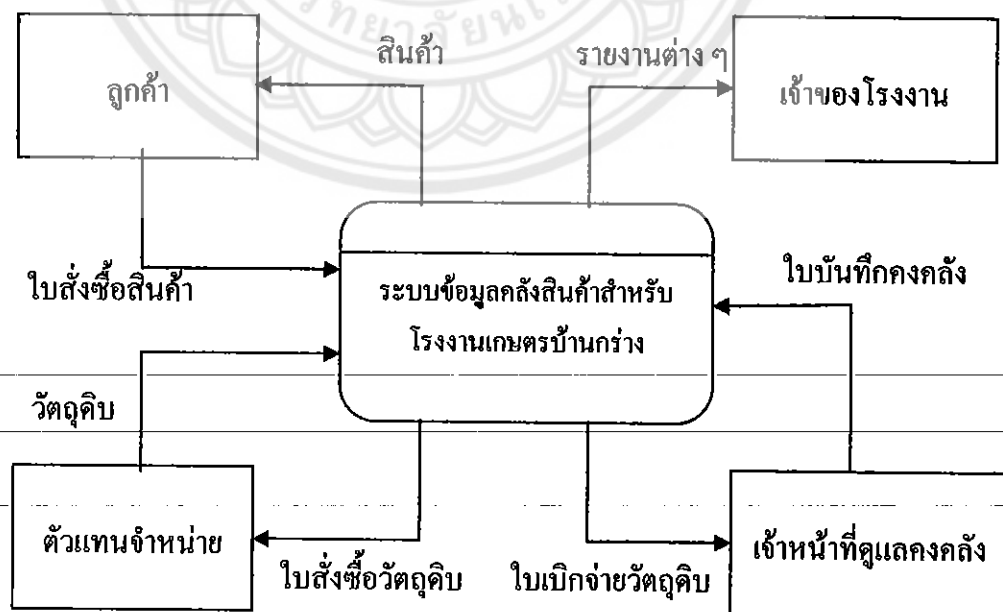 สินค้า
รายงานต่าง ๆ
ลูกค้า
เจ้าของโรงงาน
ใบสั่งซื้อสินค้า
ระบบข้อมูลคลังสินค้าสำหรับ
โรงงานเกษตรบ้านกร่าง
ใบบันทึกคงคลัง
วัตถุดิบ
ตัวแทนจำหน่าย
ใบสั่งซื้อวัตถุดิบ
ใบเบิกจ่ายวัตถุดิบ
เจ้าหน้าที่ดูแลคงคลัง